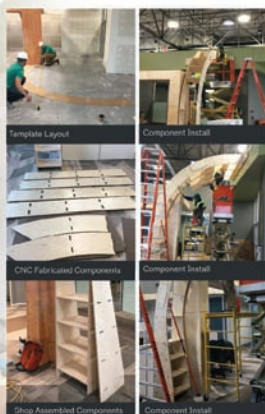 Template Layout
Component Install
CNC Fabricated Components
Component Install
Shop Assembled Components
Component Install